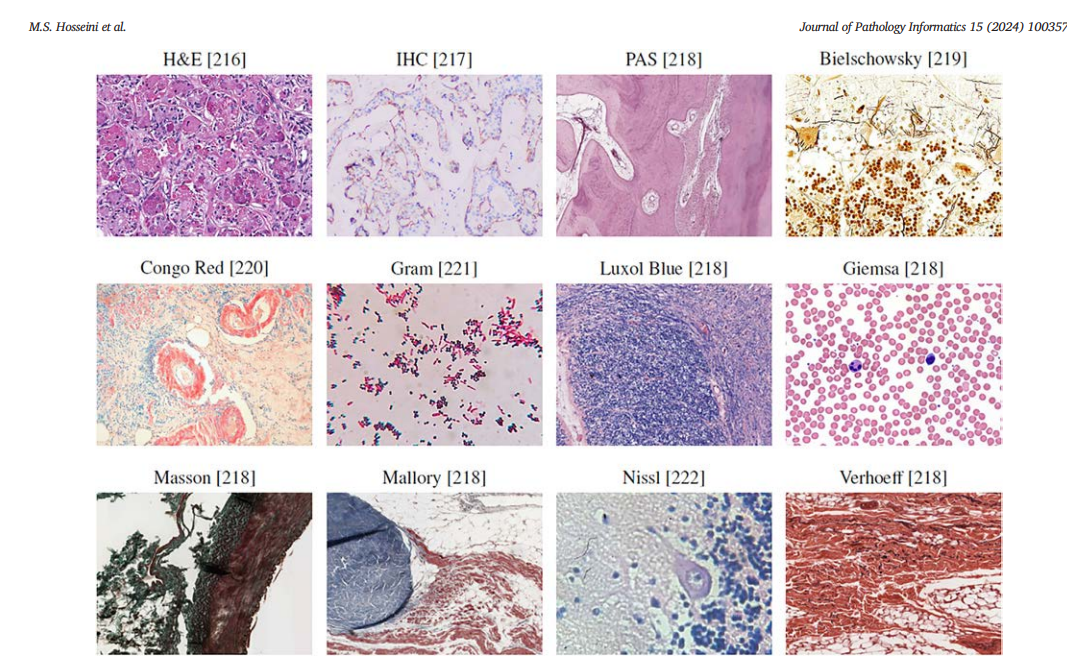 M.S. Hosseini et al.
Journal of Pathology Informatics 15 (2024) 100357
H&E [216]
IHC [217]
PAS [218]
Bielschowsky [219]
Congo Red [220]
Gram [221]
Luxol Blue [218]
Giemsa [218]
Masson [218]
Mallory [218]
Nissl [222]
Verhoeff [218]